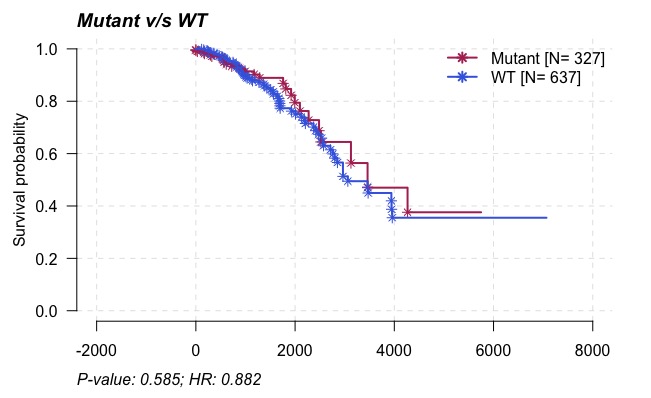 Mutant v/s WT
Mutant [N= 327]
WT [N= 637]
Survival probability
1.0
0.8
0.6
0.4
0.2
0.0
-2000 0 2000 4000 6000 8000
P-value: 0.585; HR: 0.882